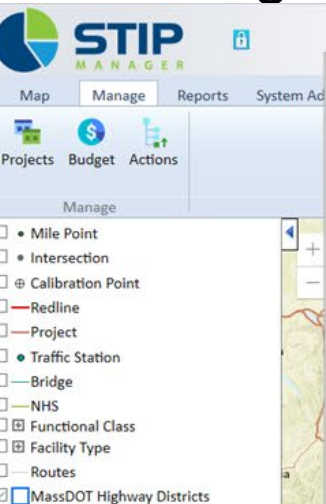 STIP
MANAGER
Map Manage Reports System Ad
Projects Budget Actions
Manage
Mile Point
Intersection
Calibration Point
Redline
Project
Traffic Station
Bridge
NHS
Functional Class
Facility Type
Routes
MassDOT Highway Districts